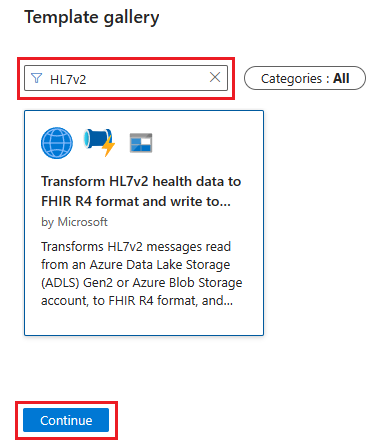 Template gallery
HL7v2
Categories : All
Transform HL7v2 health data to
FHIR R4 format and write to...
by Microsoft
Transforms HL7v2 messages read
from an Azure Data Lake Storage
(ADLS) Gen2 or Azure Blob Storage
account, to FHIR R4 format, and...
Continue